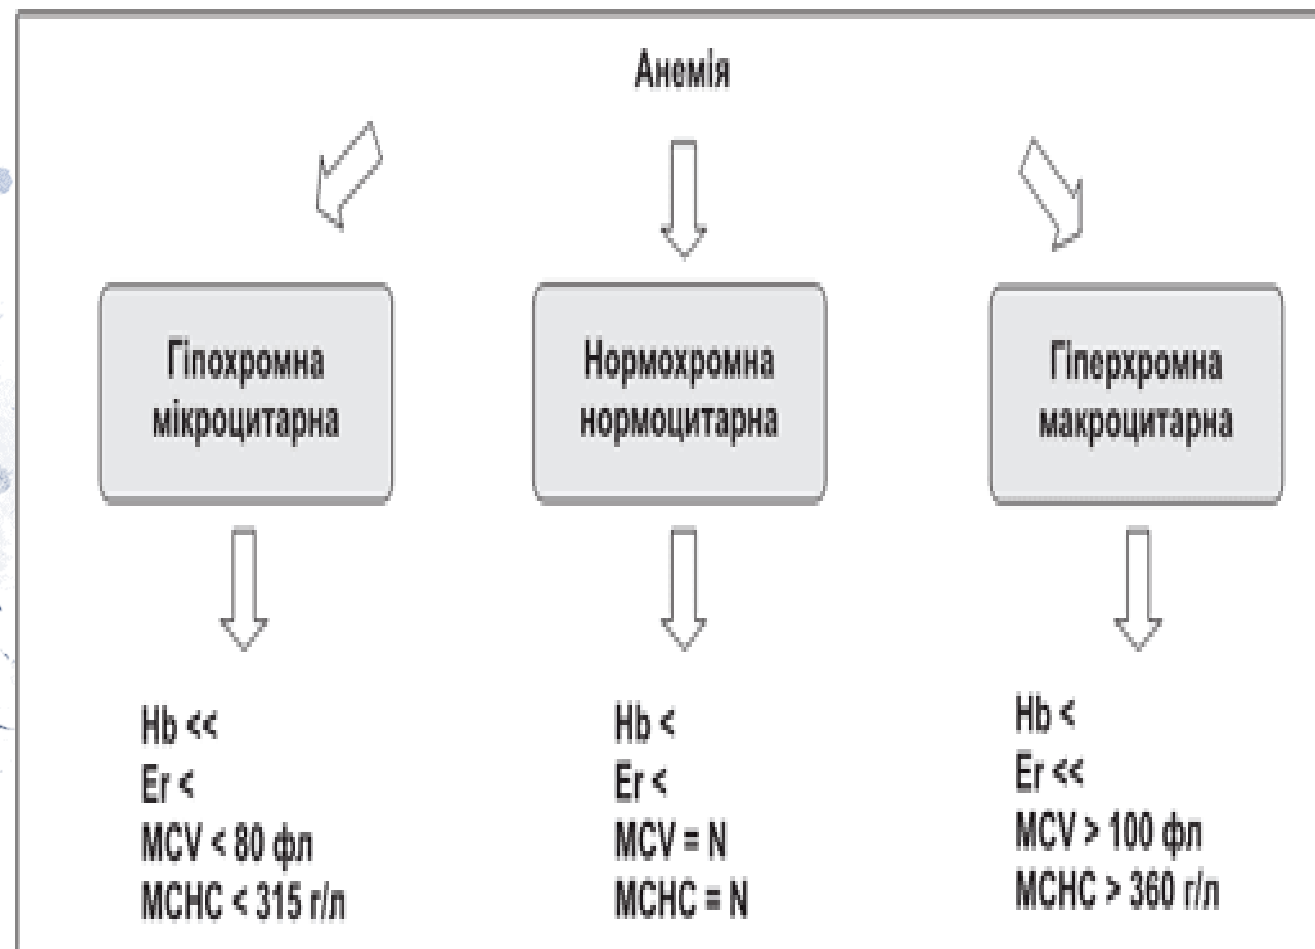 Анемія
Гіпохромна
мікроцитарна
Нормохромна
нормоцитарна
Гіперхромна
макроцитарна
Hb <<
Er <
MCV < 80 фл
MCHC < 315 г/л
Hb <
Er <
MCV = N
MCHC = N
Hb <
Er <<
MCV > 100 фл
MCHC > 360 г/л